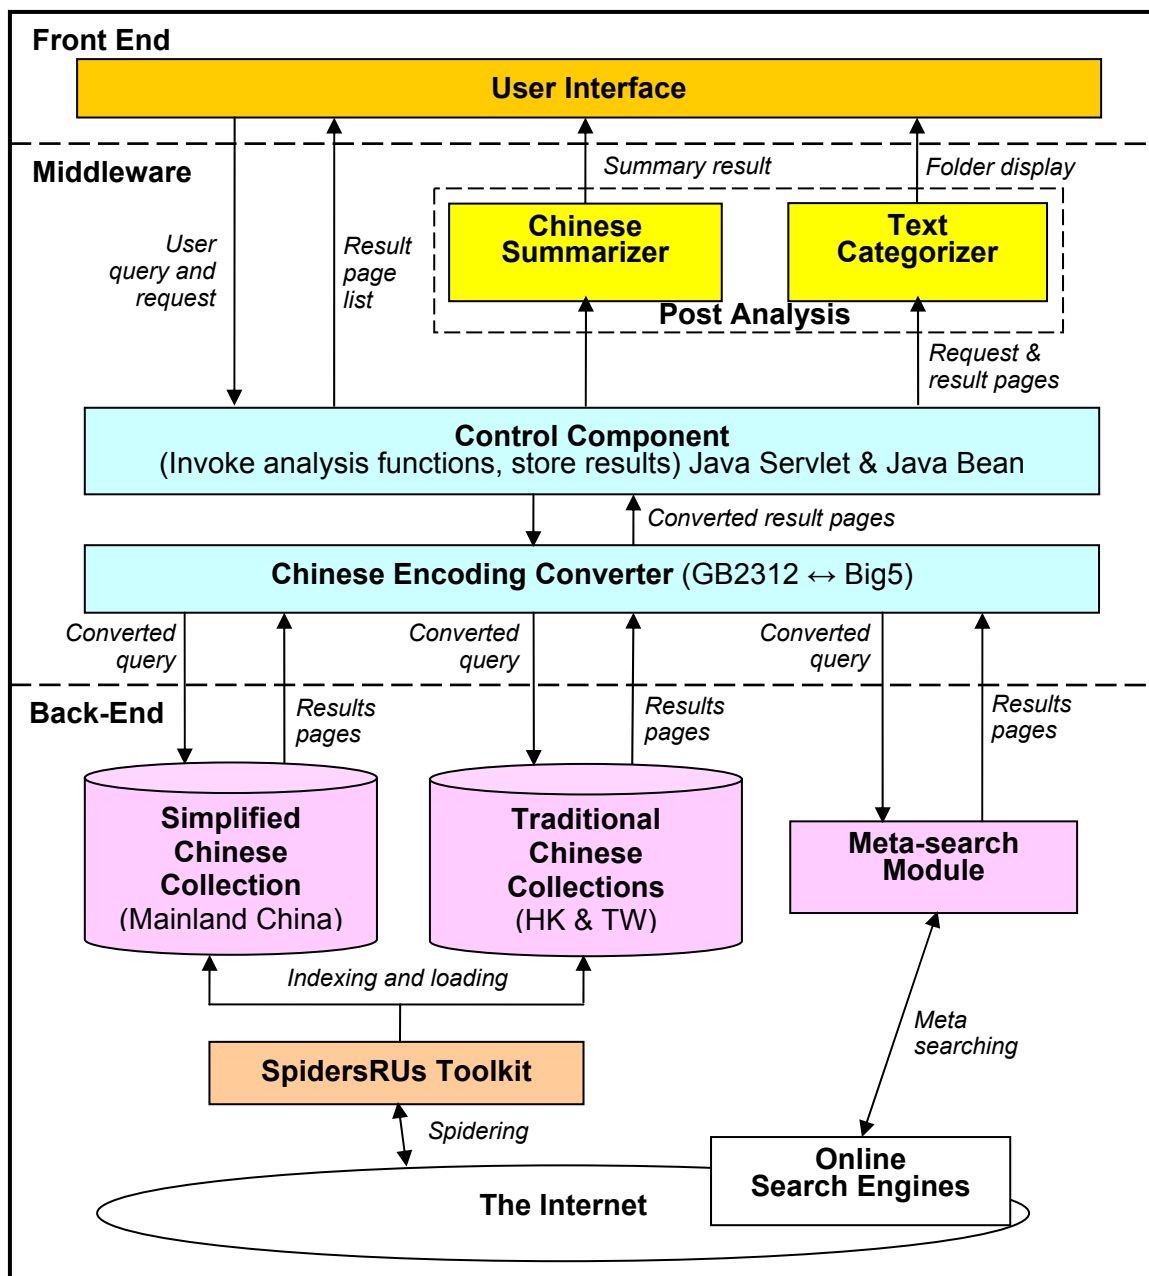 Front End
User Interface
Middleware
Summary result
Folder display
User
query and
request
Result
page
list
Chinese
Summarizer
Text
Categorizer
Post Analysis
Request &
result pages
Control Component
(Invoke analysis functions, store results) Java Servlet & Java Bean
Converted result pages
Chinese Encoding Converter (GB2312 ↔ Big5)
Converted
query
Converted
query
Converted
query
Back-End
Results
pages
Results
pages
Results
pages
Simplified
Chinese
Collection
(Mainland China)
Traditional
Chinese
Collections
(HK & TW)
Meta-search
Module
Indexing and loading
Meta
searching
SpidersRUs Toolkit
Spidering
Online
Search Engines
The Internet